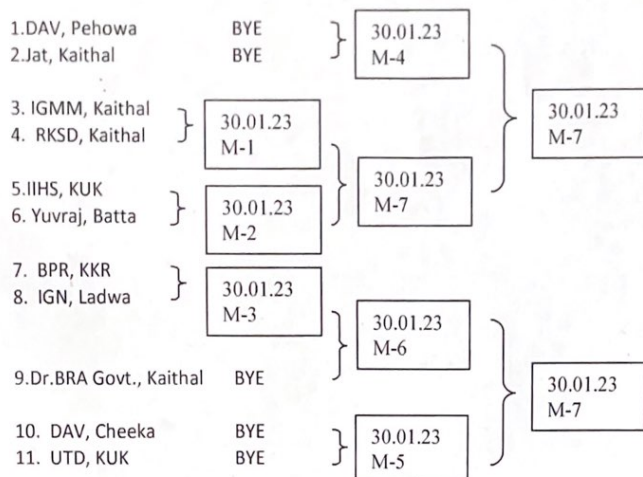 1.DAV, Pehowa BYE
2.Jat, Kaithal BYE
30.01.23
M-4
3. IGMM, Kaithal
4. RKSD, Kaithal
30.01.23
M-1
30.01.23
M-7
5.IIHS, KUK
6. Yuvraj, Batta
30.01.23
M-2
30.01.23
M-7
7. BPR, KKR
8. IGN, Ladwa
30.01.23
M-3
30.01.23
M-6
9.Dr.BRA Govt., Kaithal BYE
30.01.23
M-7
10. DAV, Cheeka BYE
11. UTD, KUK BYE
30.01.23
M-5